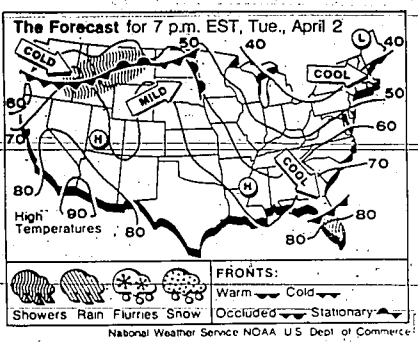 The Forecast for 7 p.m. EST, Tue., April 2
COLD
50
40
L
40
COOL
MILD
50
60
60
70
H
COOL
70
H
80
80
80
High
Temperatures
90
80
80
Showers Rain Flurries Snow
FRONTS:
Warm Cold
Occluded Stationary
National Weather Service NOAA U S Dept of Commerce